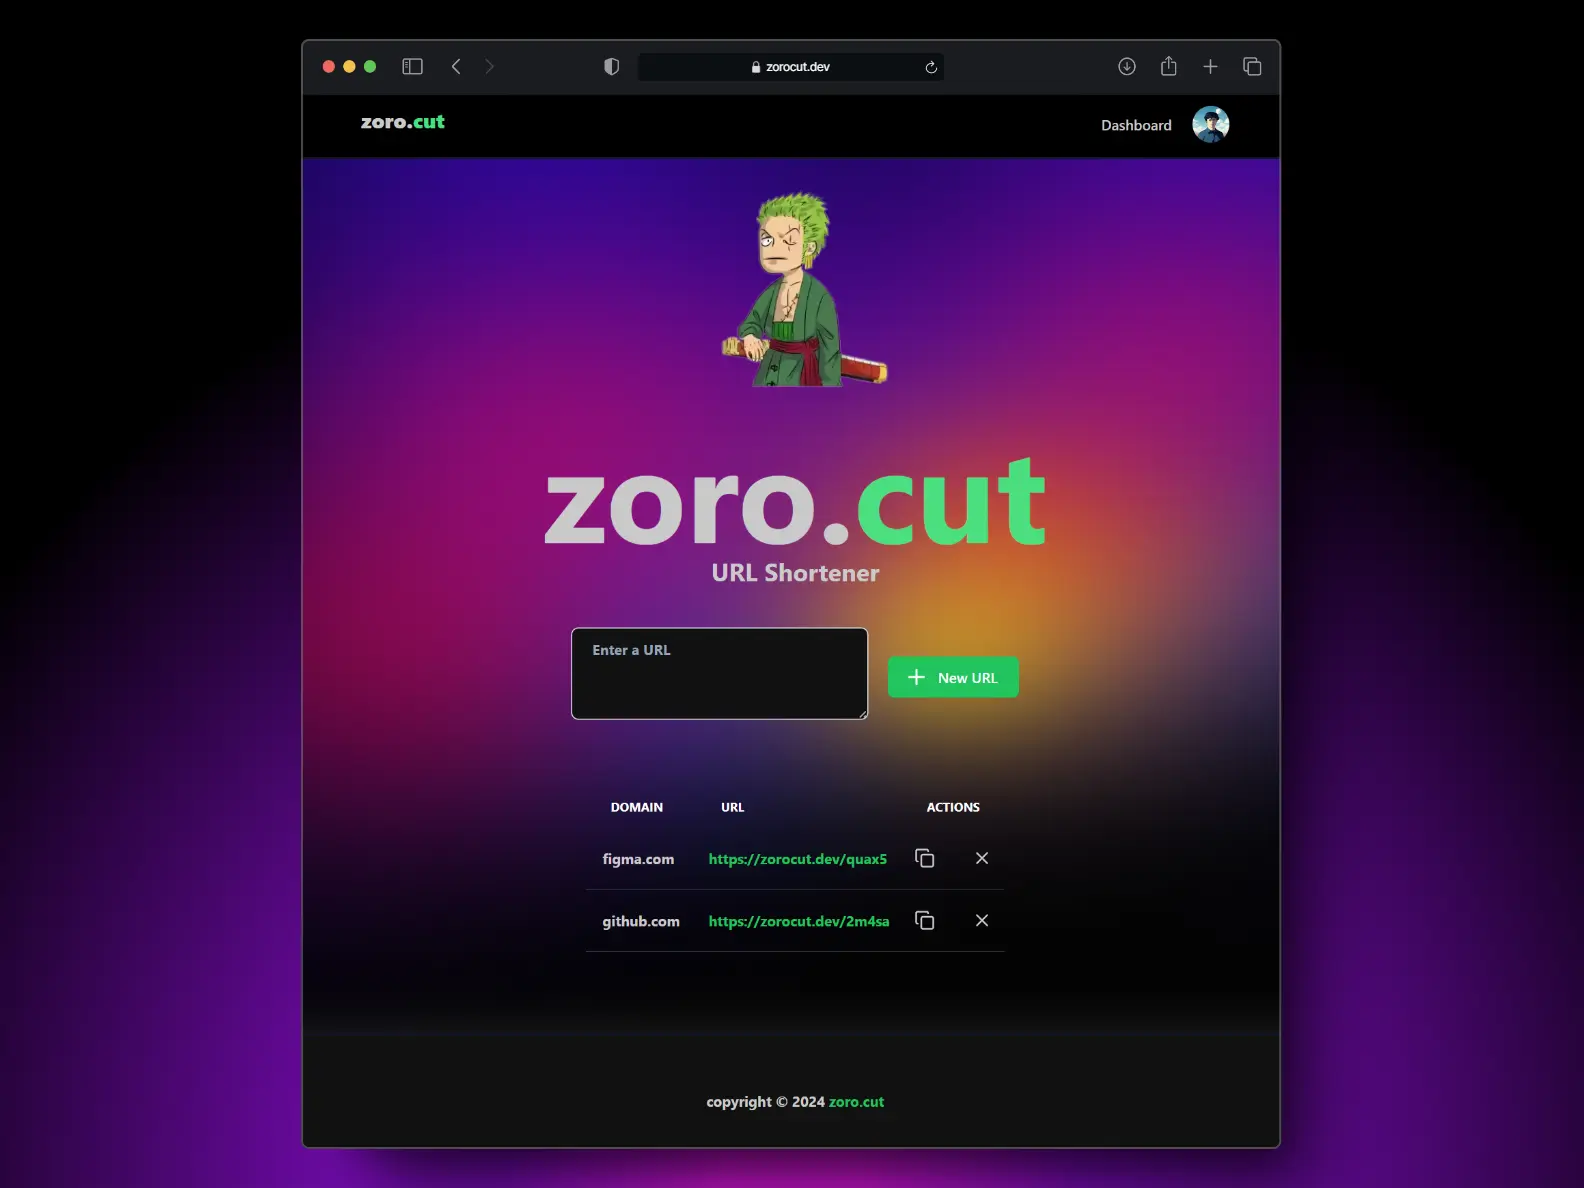 zorocut.dev
zoro.cut
Dashboard
zoro.cut
URL Shortener
Enter a URL
New URL
DOMAIN URL ACTIONS
figma.com https://zorocut.dev/quax5
github.com https://zorocut.dev/2m4sa
copyright © 2024 zoro.cut